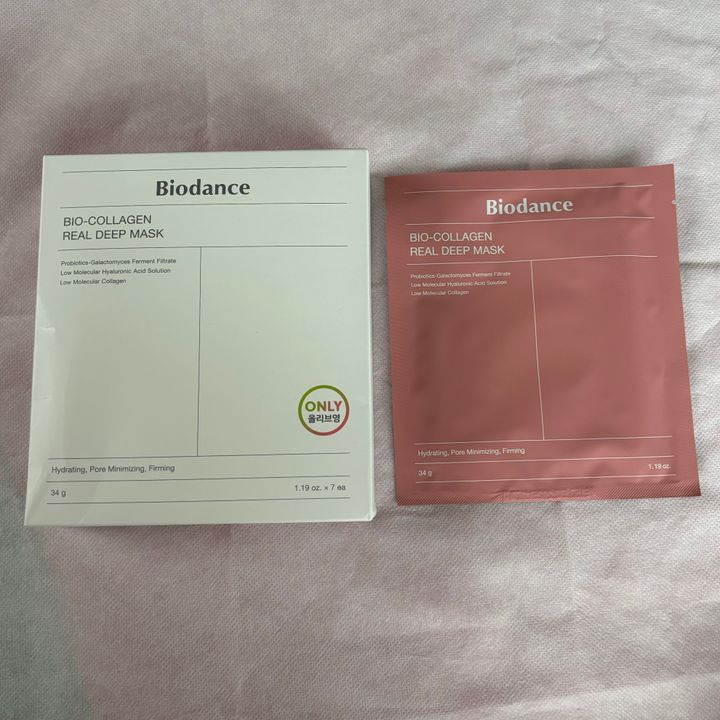 Biodance
BIO-COLLAGEN
REAL DEEP MASK
Probiotics-Galactomyces Ferment Filtrate
Low Molecular Hyaluronic Acid Solution
Low Molecular Collagen
ONLY
올리브영
Hydrating, Pore Minimizing, Firming
34 g
1.19 oz. × 7 ea
Biodance
BIO-COLLAGEN
REAL DEEP MASK
Probiotics-Galactomyces Ferment Filtrate
Low Molecular Hyaluronic Acid Solution
Low Molecular Collagen
Hydrating, Pore Minimizing, Firming
34 g
1.19 oz.